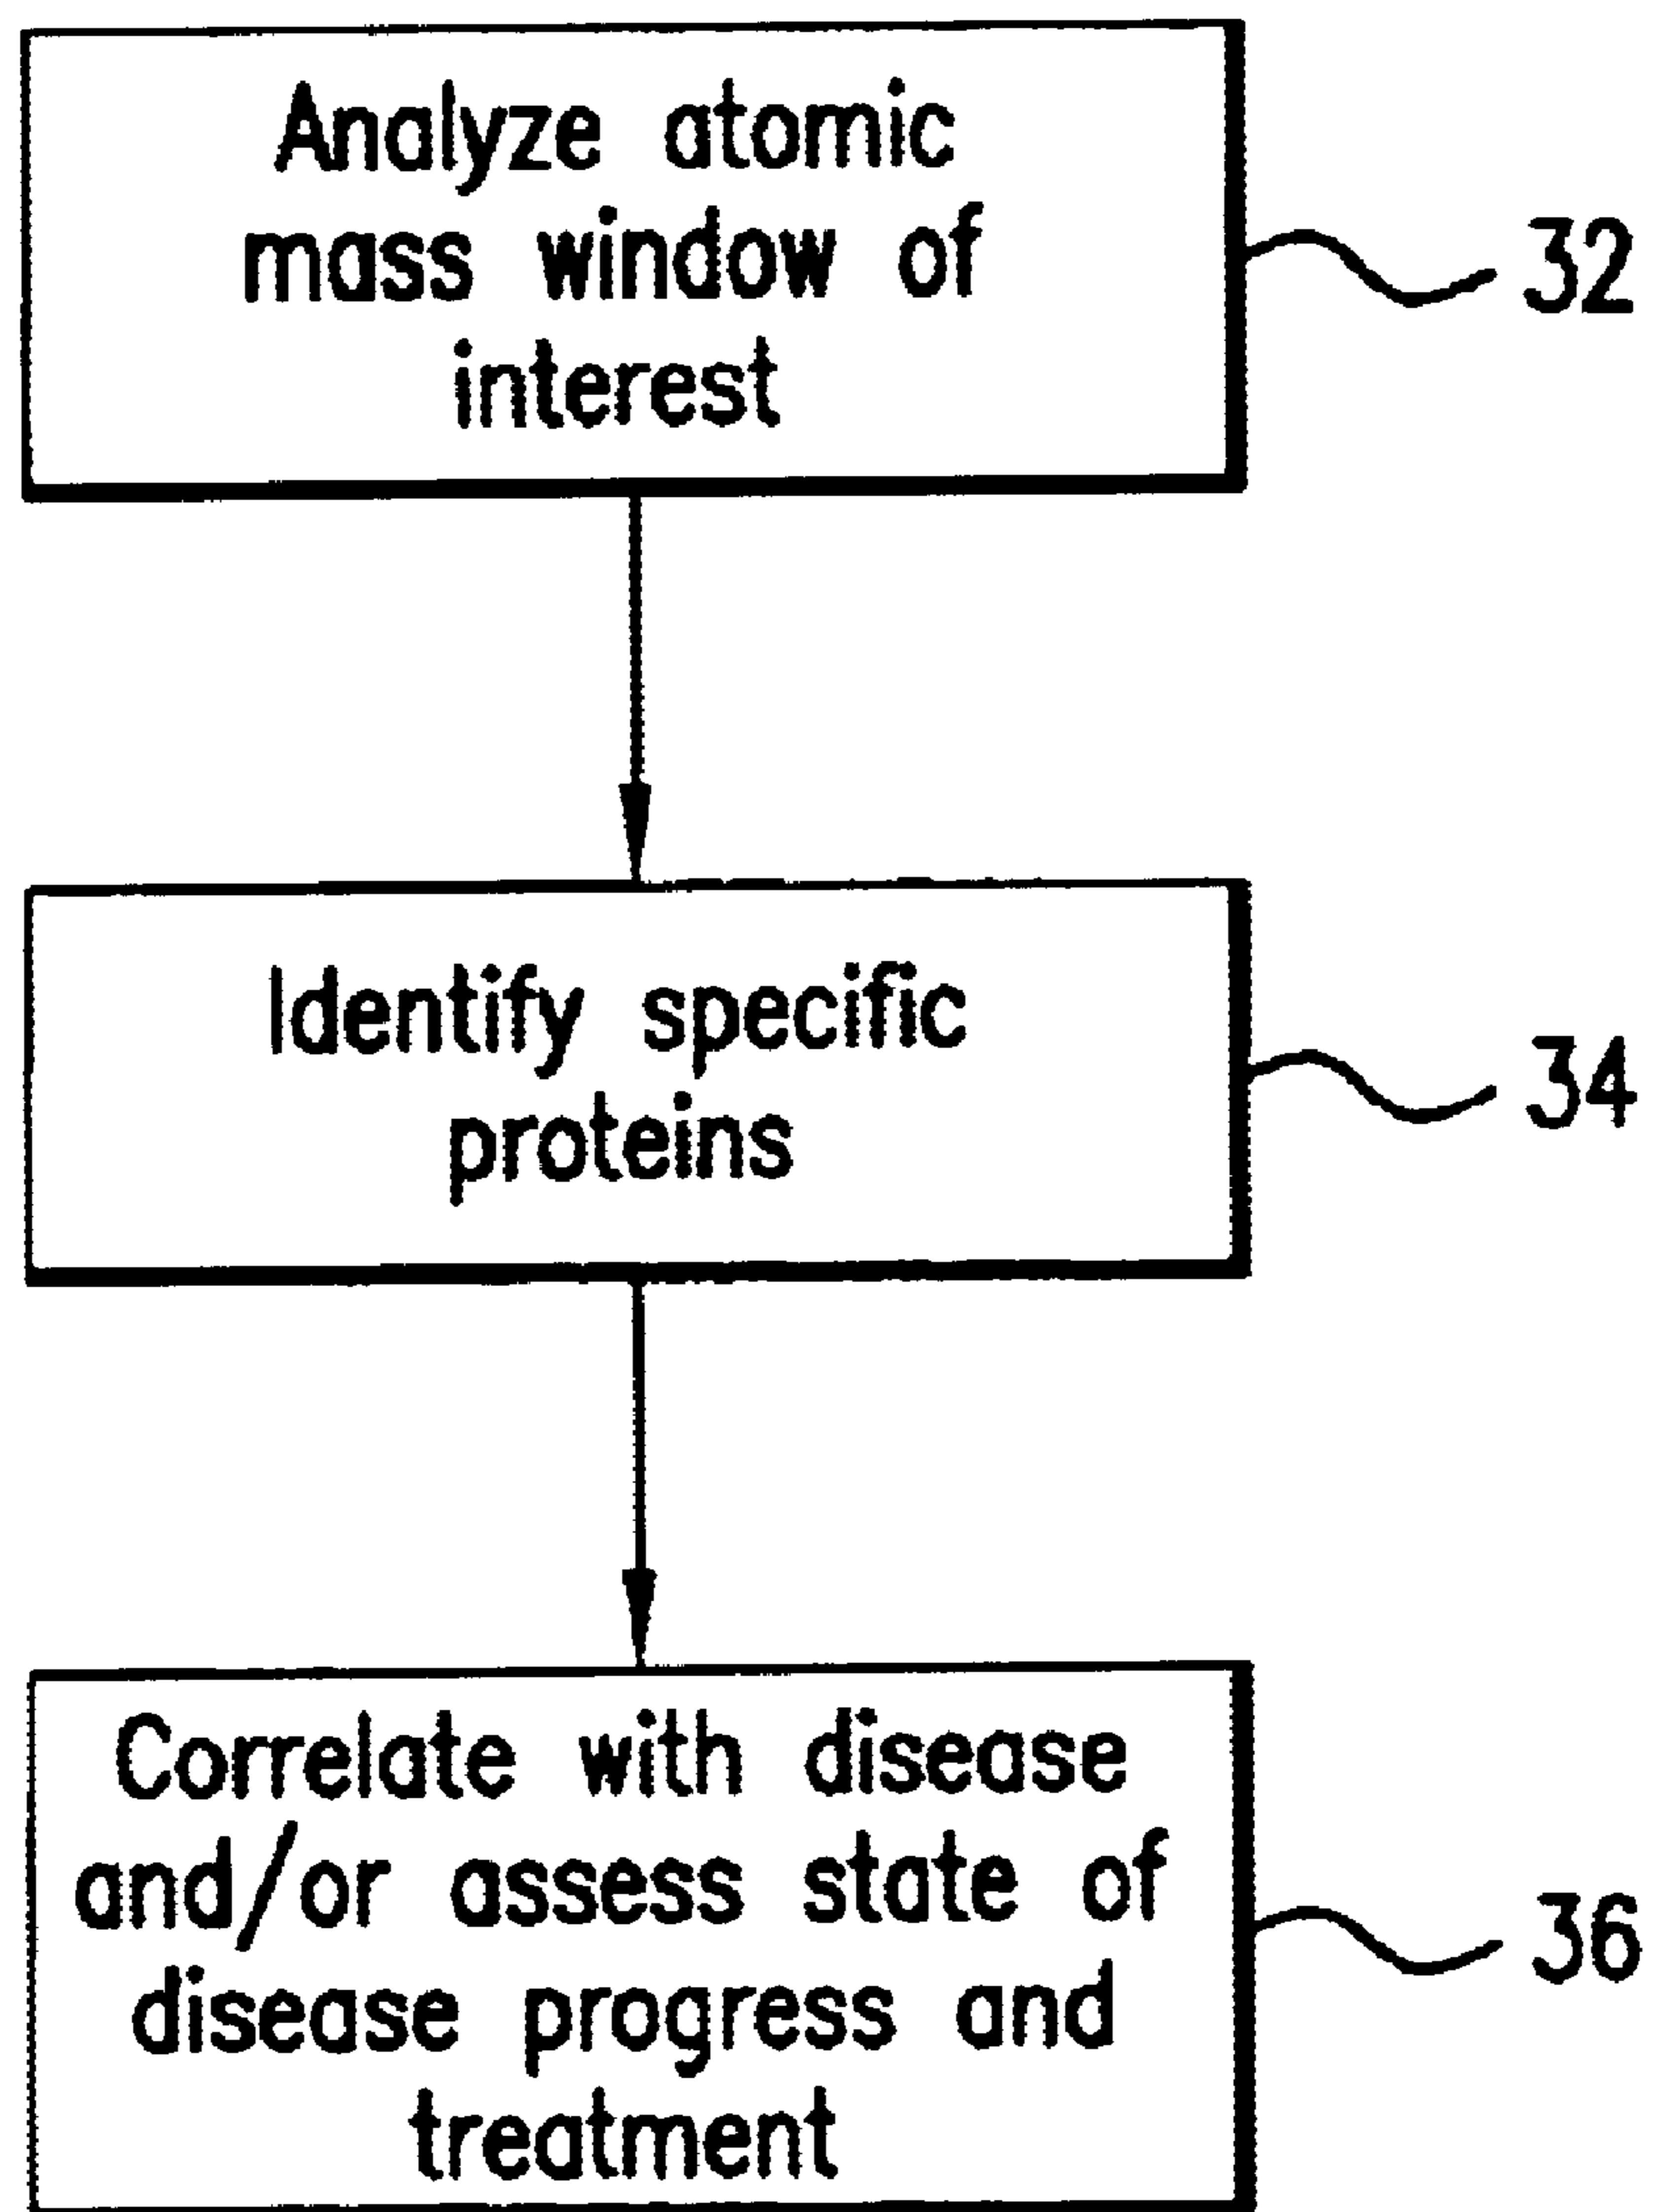 Analyze atomic
mass window of
interest
32
Identify specific
proteins
34
Correlate with disease
and/or assess state of
disease progress and
treatment
36